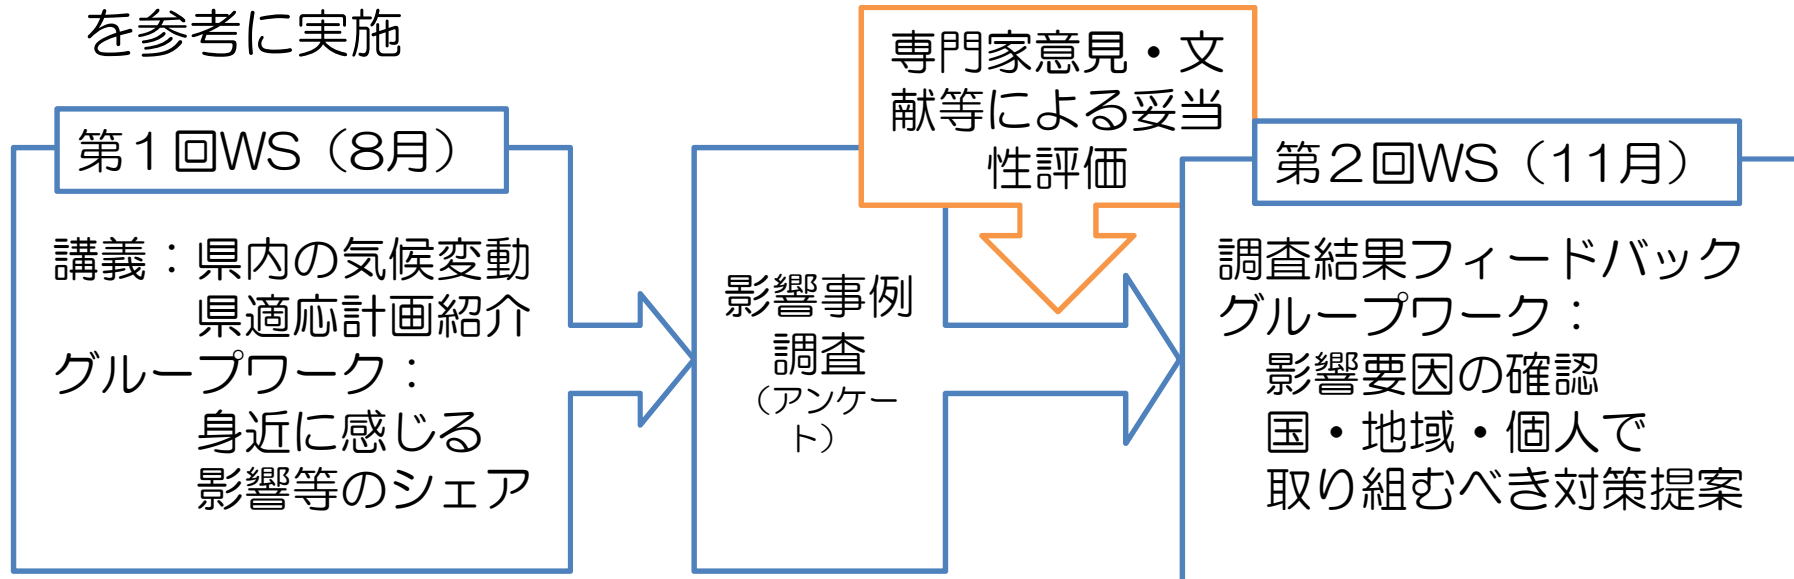 を参考に実施
第１回WS（8月）
講義：県内の気候変動
県適応計画紹介
グループワーク：
身近に感じる
影響等のシェア
影響事例
調査
（アンケー
ト）
専門家意見・文
献等による妥当
性評価
第２回WS（11月）
調査結果フィードバック
グループワーク：
影響要因の確認
国・地域・個人で
取り組むべき対策提案